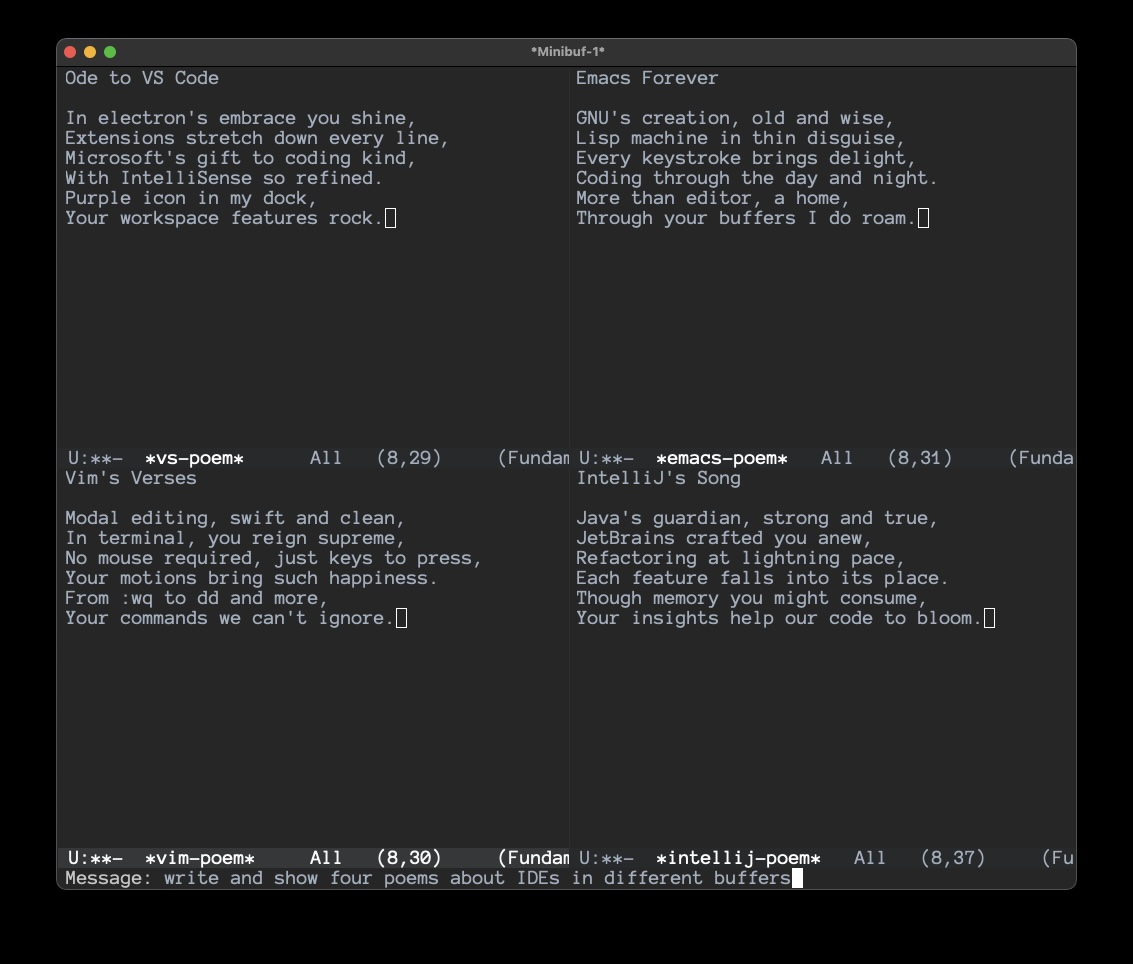 *Minibuf-1*
Ode to VS Code
In electron's embrace you shine,
Extensions stretch down every line,
Microsoft's gift to coding kind,
With IntelliSense so refined.
Purple icon in my dock,
Your workspace features rock.
U:**-  *vs-poem*      All   (8,29)     (Fundam
Emacs Forever
GNU's creation, old and wise,
Lisp machine in thin disguise,
Every keystroke brings delight,
Coding through the day and night.
More than editor, a home,
Through your buffers I do roam.
U:**-  *emacs-poem*   All   (8,31)     (Funda
Vim's Verses
Modal editing, swift and clean,
In terminal, you reign supreme,
No mouse required, just keys to press,
Your motions bring such happiness.
From :wq to dd and more,
Your commands we can't ignore.
U:**-  *vim-poem*     All   (8,30)     (Fundam
IntelliJ's Song
Java's guardian, strong and true,
JetBrains crafted you anew,
Refactoring at lightning pace,
Each feature falls into its place.
Though memory you might consume,
Your insights help our code to bloom.
U:**-  *intellij-poem*   All   (8,37)     (Fu
Message: write and show four poems about IDEs in different buffers